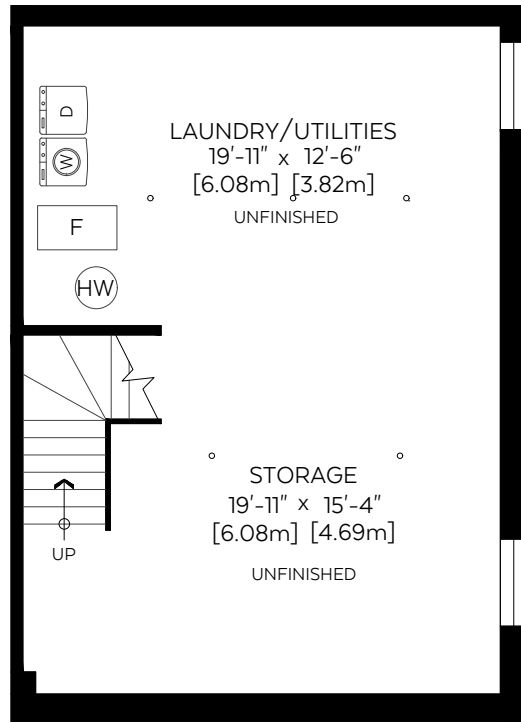 D
W
LAUNDRY/UTILITIES
19'-11" x 12'-6"
[6.08m] [3.82m]
UNFINISHED
F
HW
STORAGE
19'-11" x 15'-4"
[6.08m] [4.69m]
UNFINISHED
UP